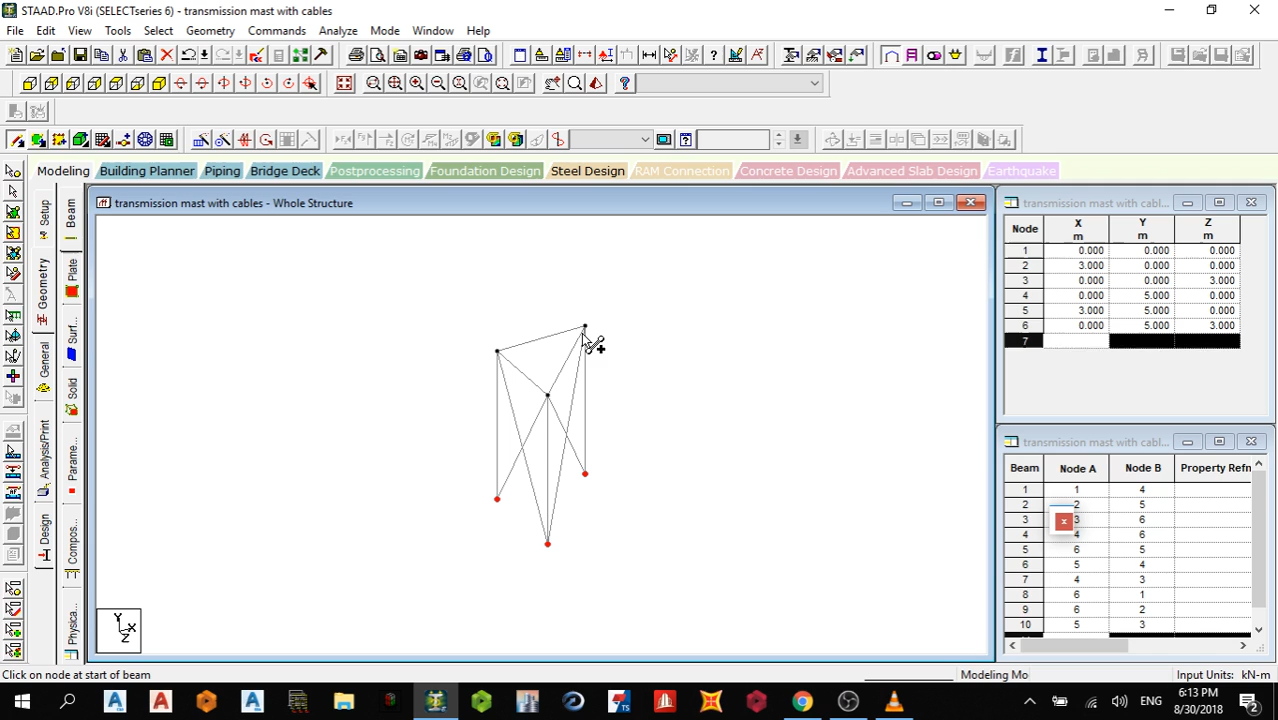 STAAD.Pro V8i (SELECTseries 6) - transmission mast with cables
File Edit View Tools Select Geometry Commands Analyze Mode Window Help
Modeling Building Planner Piping Bridge Deck Postprocessing Foundation Design Steel Design RAM Connection Concrete Design Advanced Slab Design Earthquake
Setup
Geometry
General
Analysis/Print
Design
Beam
Plate
Surf...
Solid
Parame...
Compos...
Physica...
transmission mast with cables - Whole Structure
Y
X
Z
transmission mast with cabl...
Node X m Y m Z m
1 0.000 0.000 0.000
2 3.000 0.000 0.000
3 0.000 0.000 3.000
4 0.000 5.000 0.000
5 3.000 5.000 0.000
6 0.000 5.000 3.000
7
transmission mast with cabl...
Beam Node A Node B Property Refn
1 1 4
2 2 5
3 3 6
4 4 6
5 6 5
6 5 4
7 4 3
8 6 1
9 6 2
10 5 3
Click on node at start of beam
Modeling Mo
Input Units: kN-m
ENG
6:13 PM
8/30/2018
2